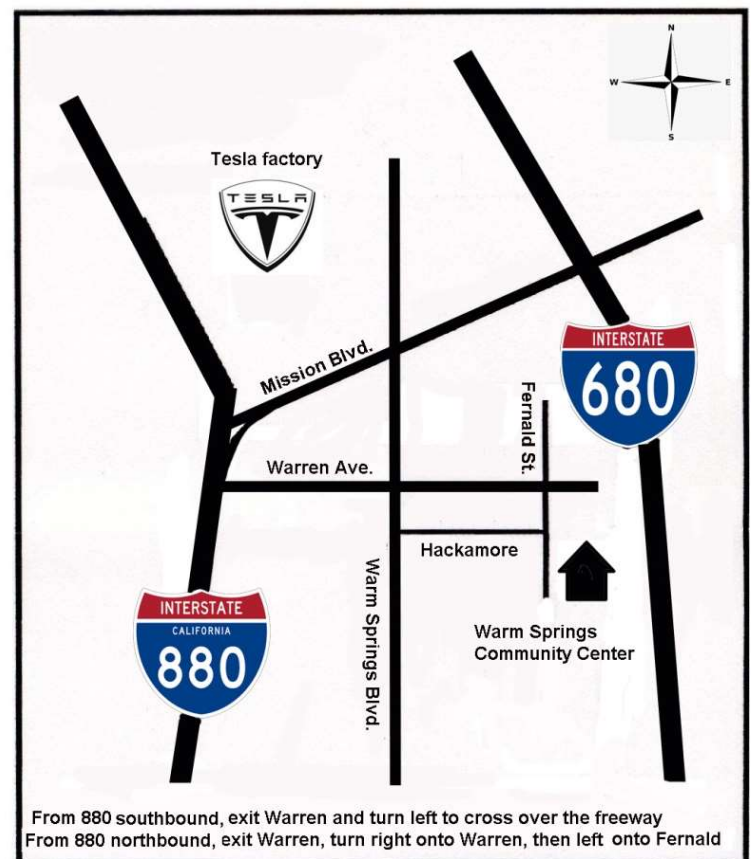 N
W E
S
Tesla factory
TESLA
INTERSTATE
680
Mission Blvd.
Fernald St.
Warren Ave.
Hackamore
Warm Springs Blvd.
INTERSTATE
CALIFORNIA
880
Warm Springs
Community Center
From 880 southbound, exit Warren and turn left to cross over the freeway
From 880 northbound, exit Warren, turn right onto Warren, then left onto Fernald